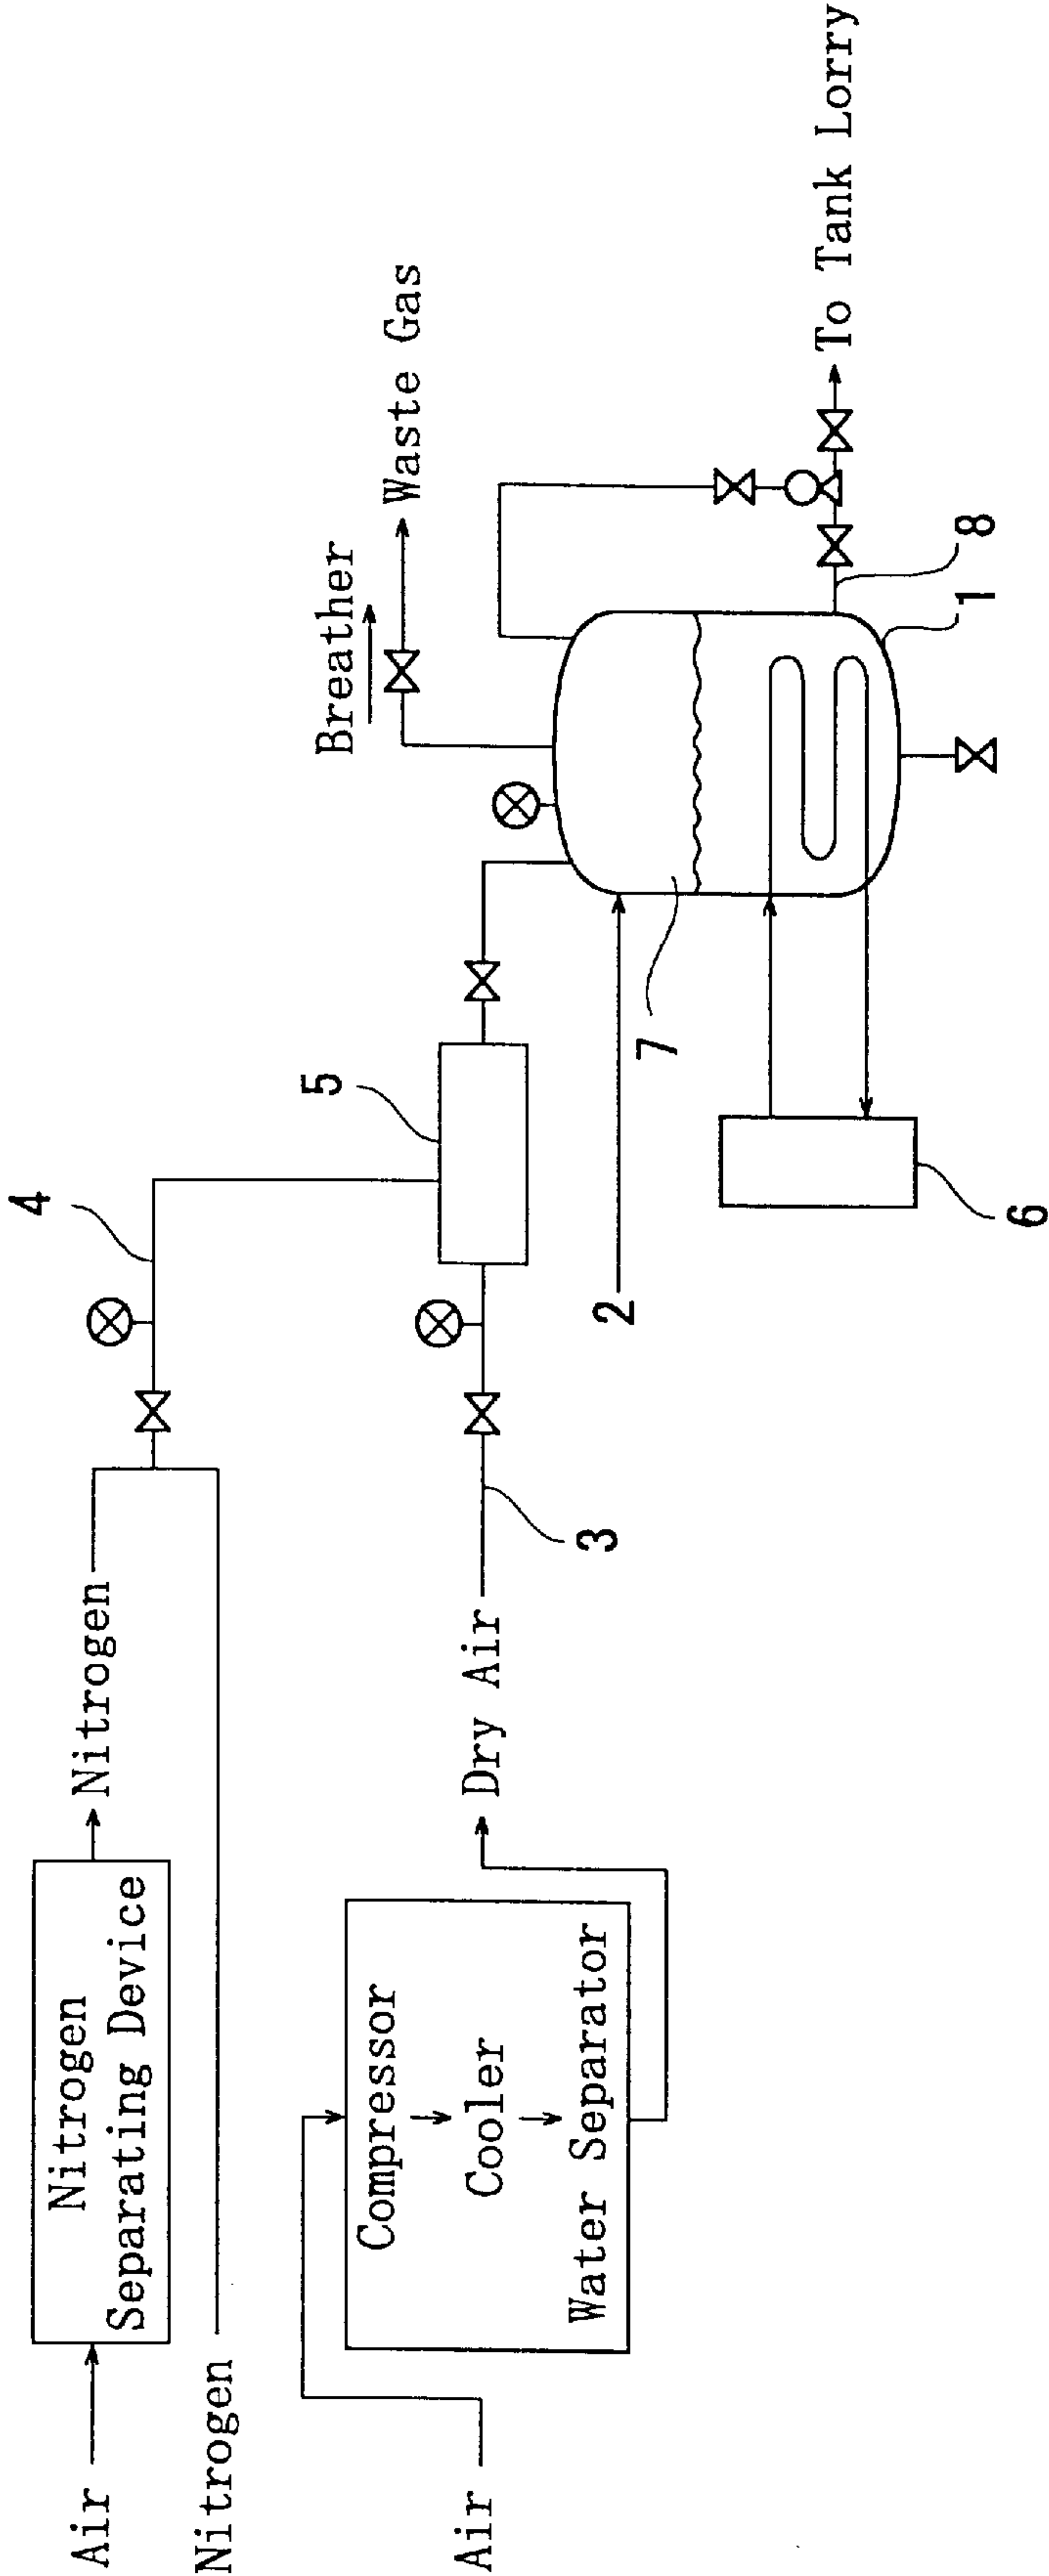 Air
Nitrogen
Separating Device
Nitrogen
4
5
Nitrogen
Air
Compressor
Cooler
Water Separator
Dry Air
3
Breather
Waste Gas
2
7
6
To Tank Lorry
8
1